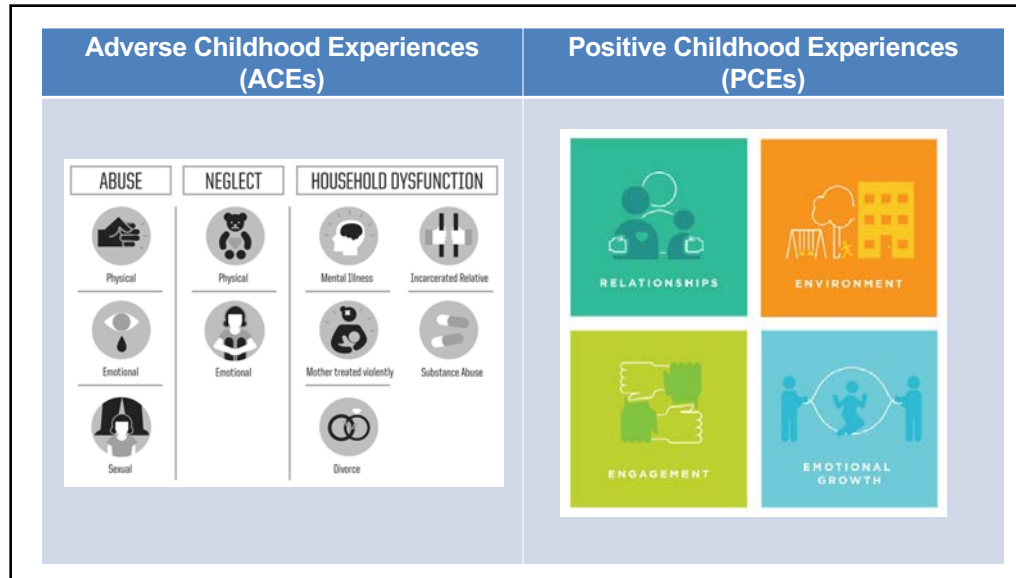 Adverse Childhood Experiences
(ACEs)
Positive Childhood Experiences
(PCEs)
ABUSE
NEGLECT
HOUSEHOLD DYSFUNCTION
Physical
Physical
Mental Illness
Incarcerated Relative
Emotional
Emotional
Mother treated violently
Substance Abuse
Sexual
Divorce
RELATIONSHIPS
ENVIRONMENT
ENGAGEMENT
EMOTIONAL
GROWTH